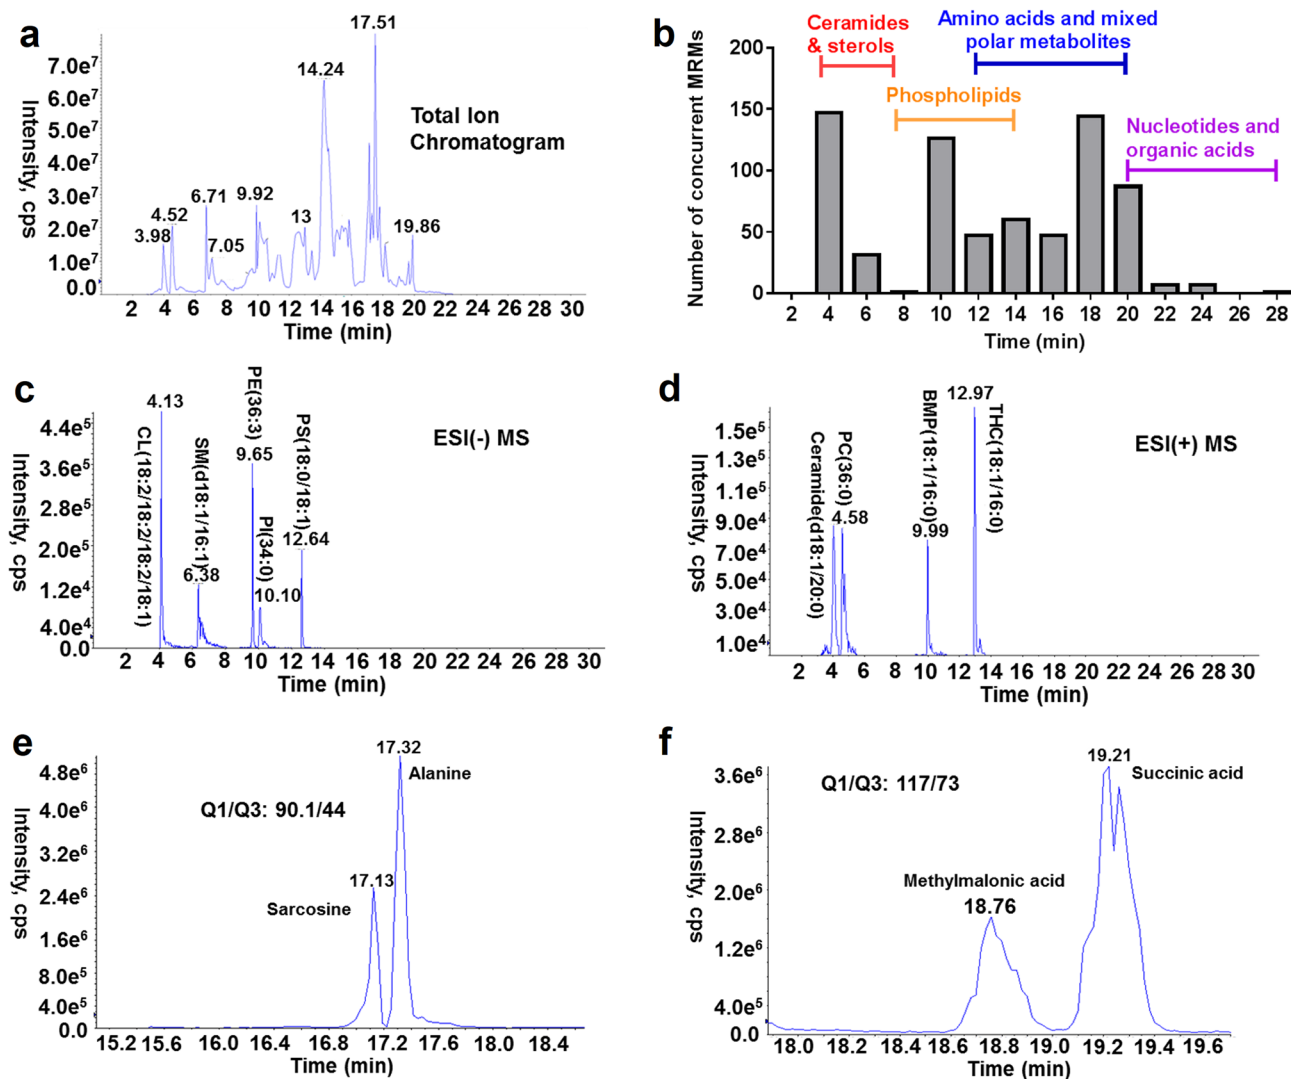 a
Intensity, cps
7.0e⁷
6.0e⁷
5.0e⁷
4.0e⁷
3.0e⁷
2.0e⁷
1.0e⁷
0.0
3.98
4.52
6.71
7.05
9.92
13
14.24
17.51
19.86
Total Ion
Chromatogram
2 4 6 8 10 12 14 16 18 20 22 24 26 28 30
Time (min)
b
Number of concurrent MRMs
200
150
100
50
0
Ceramides
& sterols
Phospholipids
Amino acids and mixed
polar metabolites
Nucleotides and
organic acids
2 4 6 8 10 12 14 16 18 20 22 24 28
Time (min)
c
Intensity, cps
4.4e⁵
3.6e⁵
2.8e⁵
2.0e⁵
1.2e⁴
4.0e⁴
0.0
4.13
CL(18:2/18:2/18:2/18:1)
SM(d18:1/16:1)
6.38
PE(36:3)
9.65
PI(34:0)
10.10
PS(18:0/18:1)
12.64
ESI(-) MS
2 4 6 8 10 12 14 16 18 20 22 24 26 28 30
Time (min)
d
Intensity, cps
1.5e⁵
1.3e⁵
1.1e⁵
9.0e⁴
7.0e⁴
5.0e⁴
3.0e⁴
1.0e⁴
Ceramide(d18:1/20:0)
PC(36:0)
4.58
BMP(18:1/16:0)
9.99
12.97
THC(18:1/16:0)
ESI(+) MS
2 4 6 8 10 12 14 16 18 20 22 24 26 28 30
Time (min)
e
Intensity, cps
4.8e⁶
4.0e⁶
3.2e⁶
2.4e⁶
1.6e⁶
8.0e⁵
4.0e⁵
0.0
Q1/Q3: 90.1/44
17.32
Alanine
17.13
Sarcosine
15.2 15.6 16.0 16.4 16.8 17.2 17.6 18.0 18.4
Time (min)
f
Intensity, cps
3.6e⁶
2.8e⁶
2.0e⁶
1.2e⁶
4.0e⁵
0.0
Q1/Q3: 117/73
19.21
Succinic acid
Methylmalonic acid
18.76
18.0 18.2 18.4 18.6 18.8 19.0 19.2 19.4 19.6
Time (min)